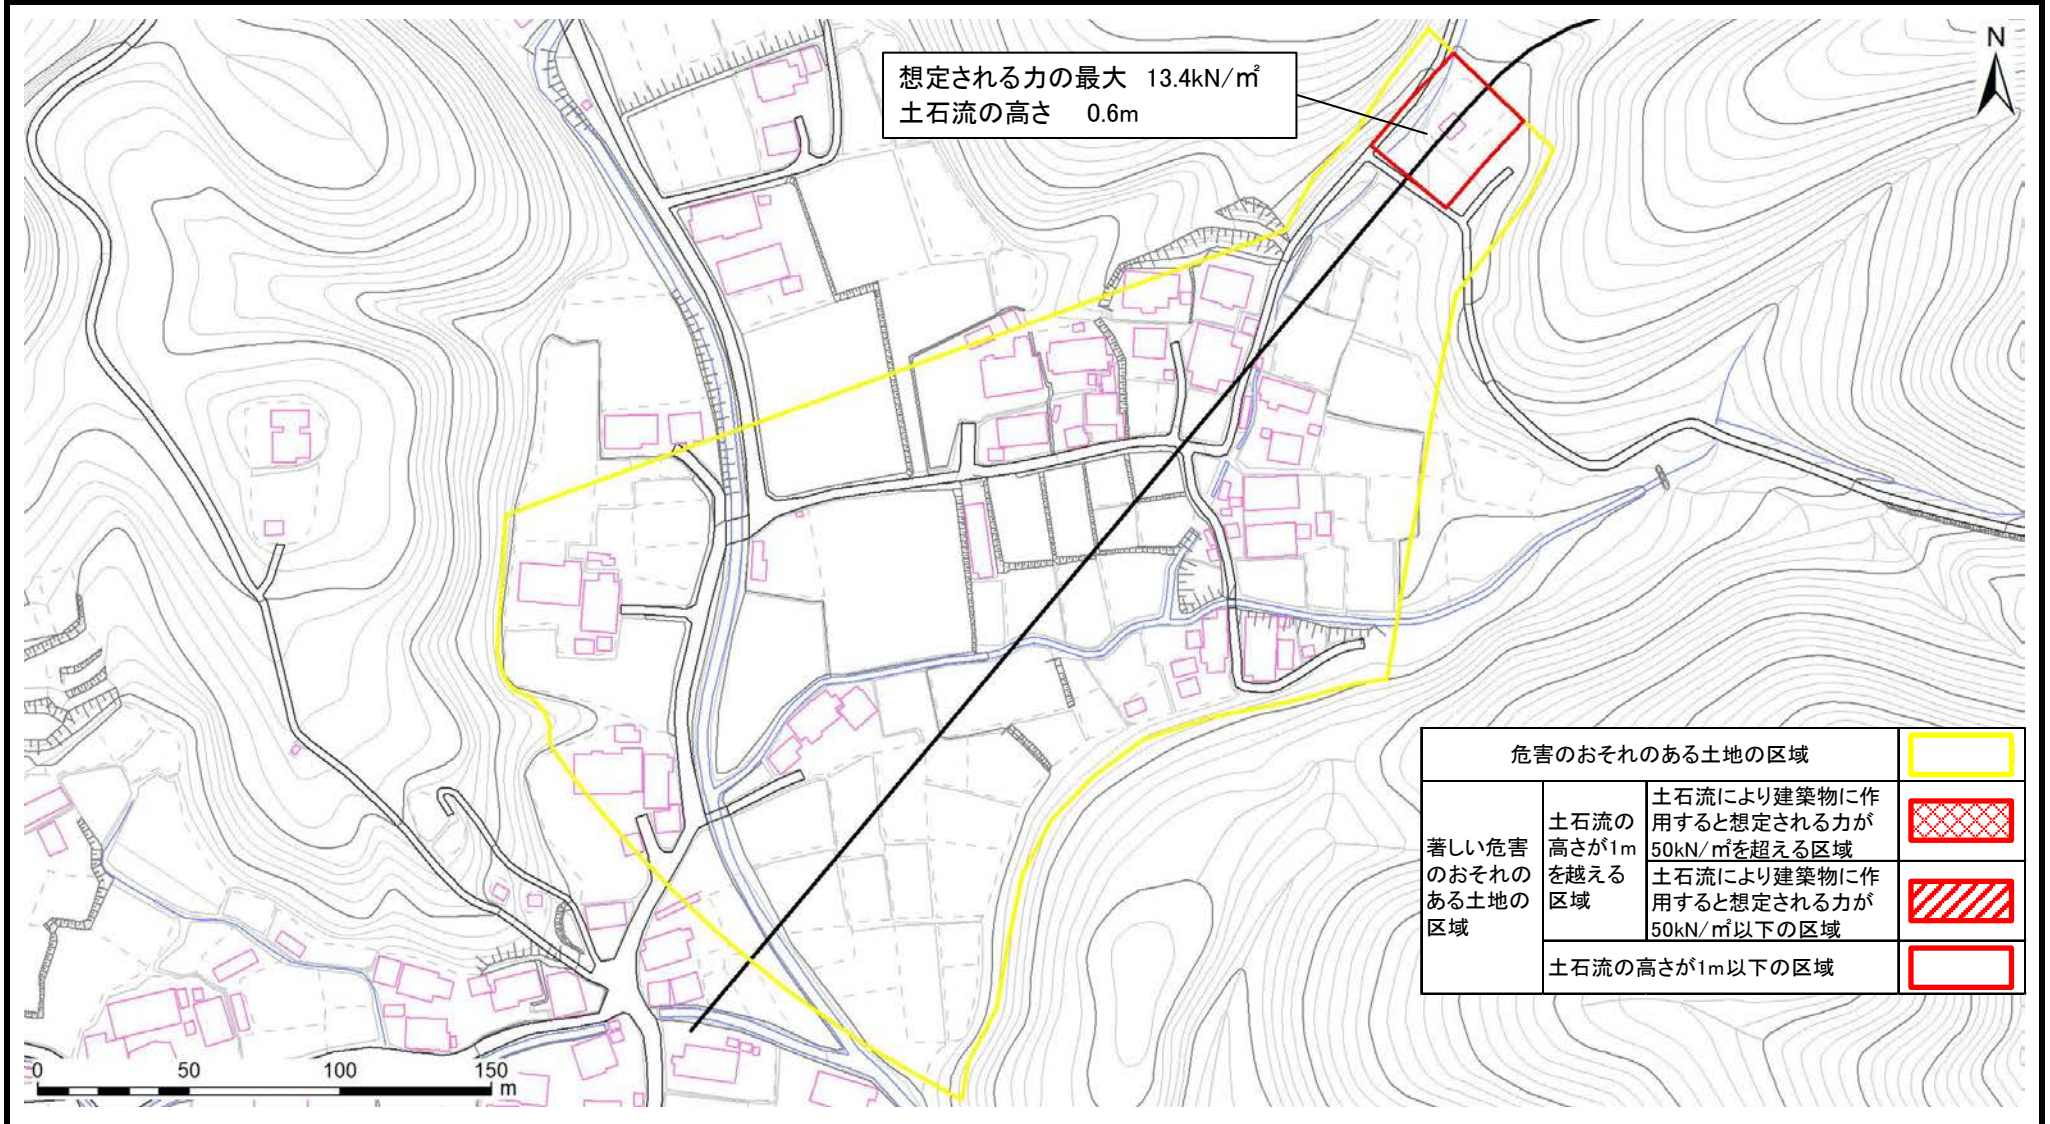 想定される力の最大 13.4kN/㎡
土石流の高さ 0.6m
N
危害のおそれのある土地の区域
著しい危害
のおそれの
ある土地の
区域
土石流の
高さが1m
を越える
区域
土石流により建築物に作
用すると想定される力が
50kN/㎡を超える区域
土石流により建築物に作
用すると想定される力が
50kN/㎡以下の区域
土石流の高さが1m以下の区域
0 50 100 150
m